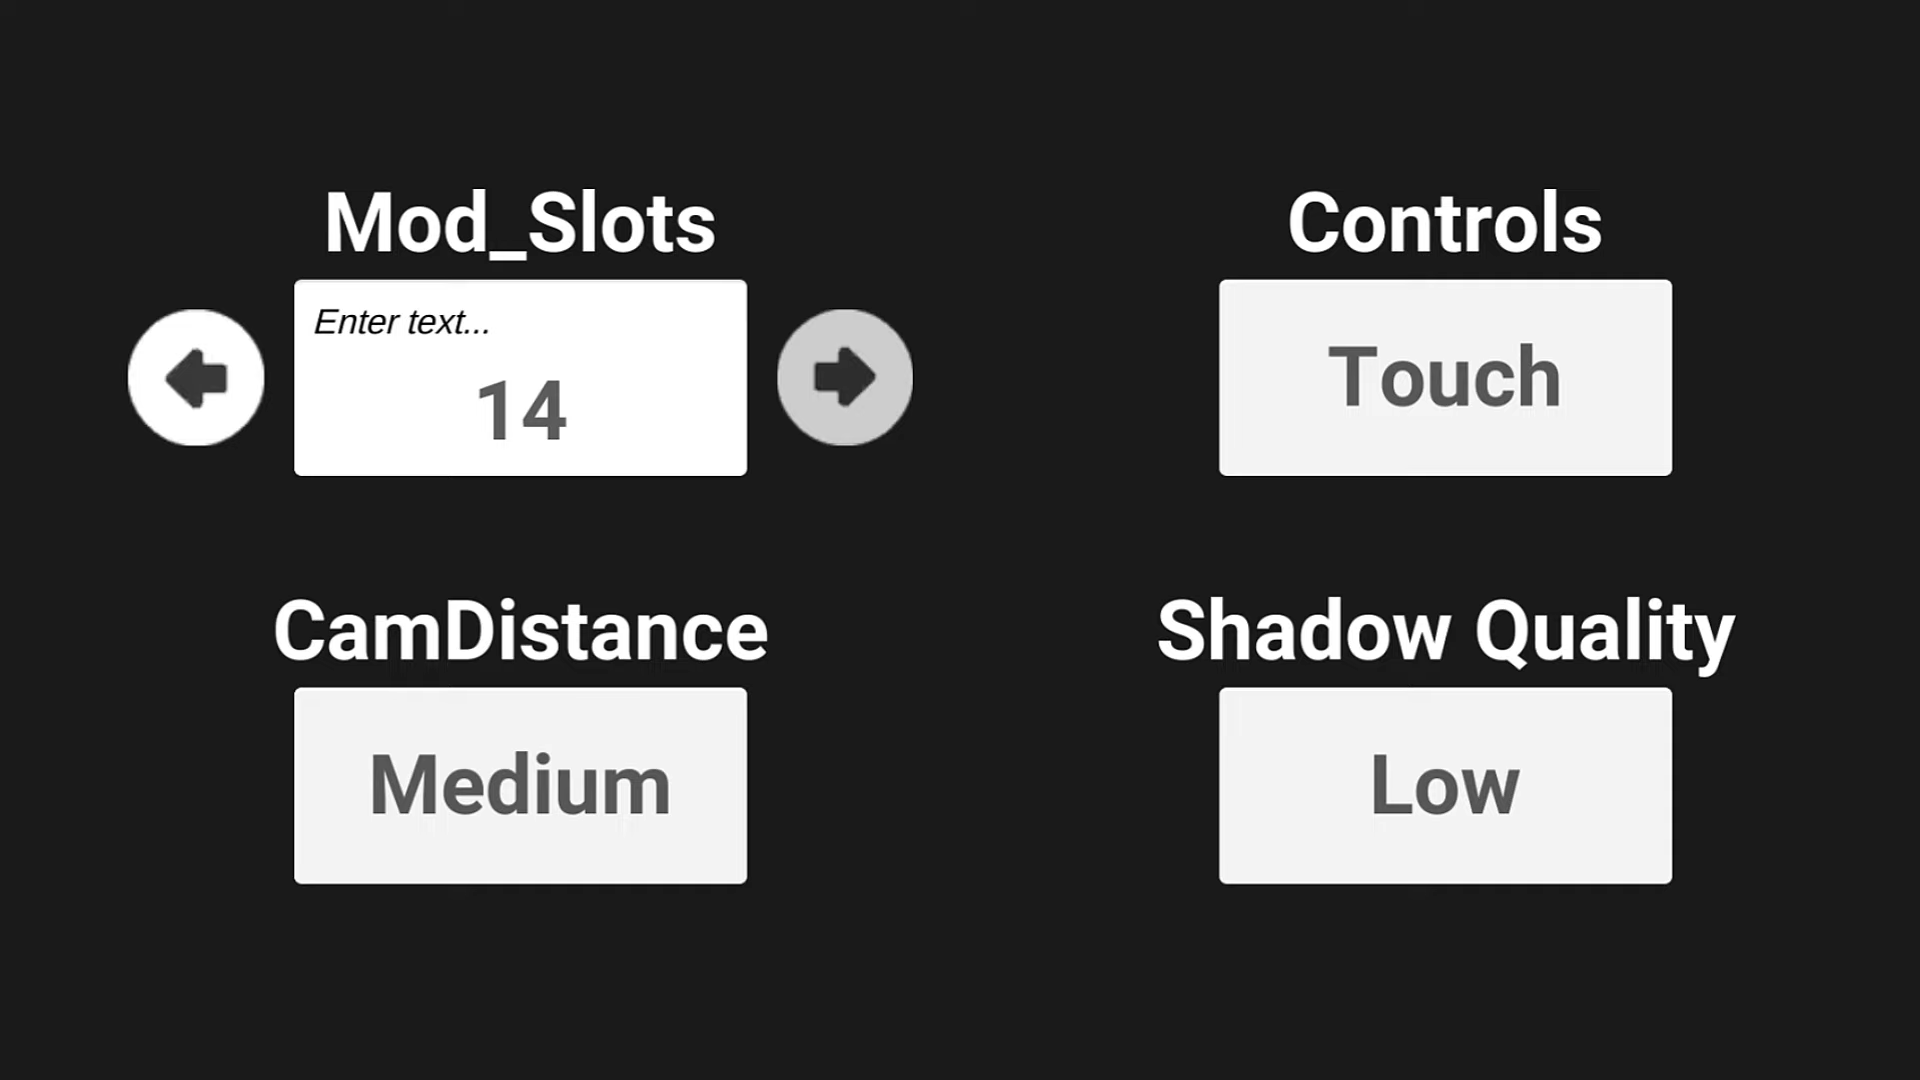 Mod_Slots
Enter text...
14
Controls
Touch
CamDistance
Medium
Shadow Quality
Low